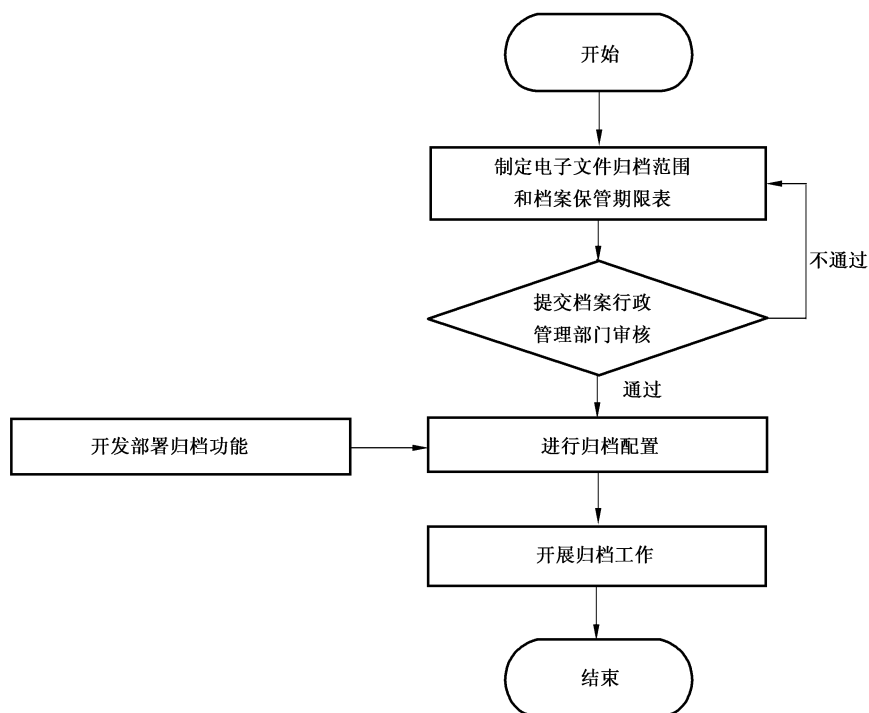 开始
制定电子文件归档范围
和档案保管期限表
不通过
提交档案行政
管理部门审核
通过
开发部署归档功能
进行归档配置
开展归档工作
结束